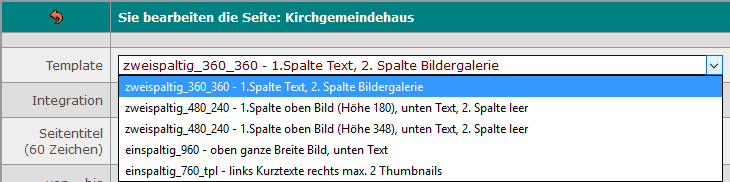 Sie bearbeiten die Seite: Kirchgemeindehaus
Template
zweispaltig_360_360 - 1.Spalte Text, 2. Spalte Bildergalerie
zweispaltig_360_360 - 1.Spalte Text, 2. Spalte Bildergalerie
Integration
zweispaltig_480_240 - 1.Spalte oben Bild (Höhe 180), unten Text, 2. Spalte leer
Seitentitel
zweispaltig_480_240 - 1.Spalte oben Bild (Höhe 348), unten Text, 2. Spalte leer
(60 Zeichen)
einspaltig_960 - oben ganze Breite Bild, unten Text
einspaltig_760_tpl - links Kurztexte rechts max. 2 Thumbnails